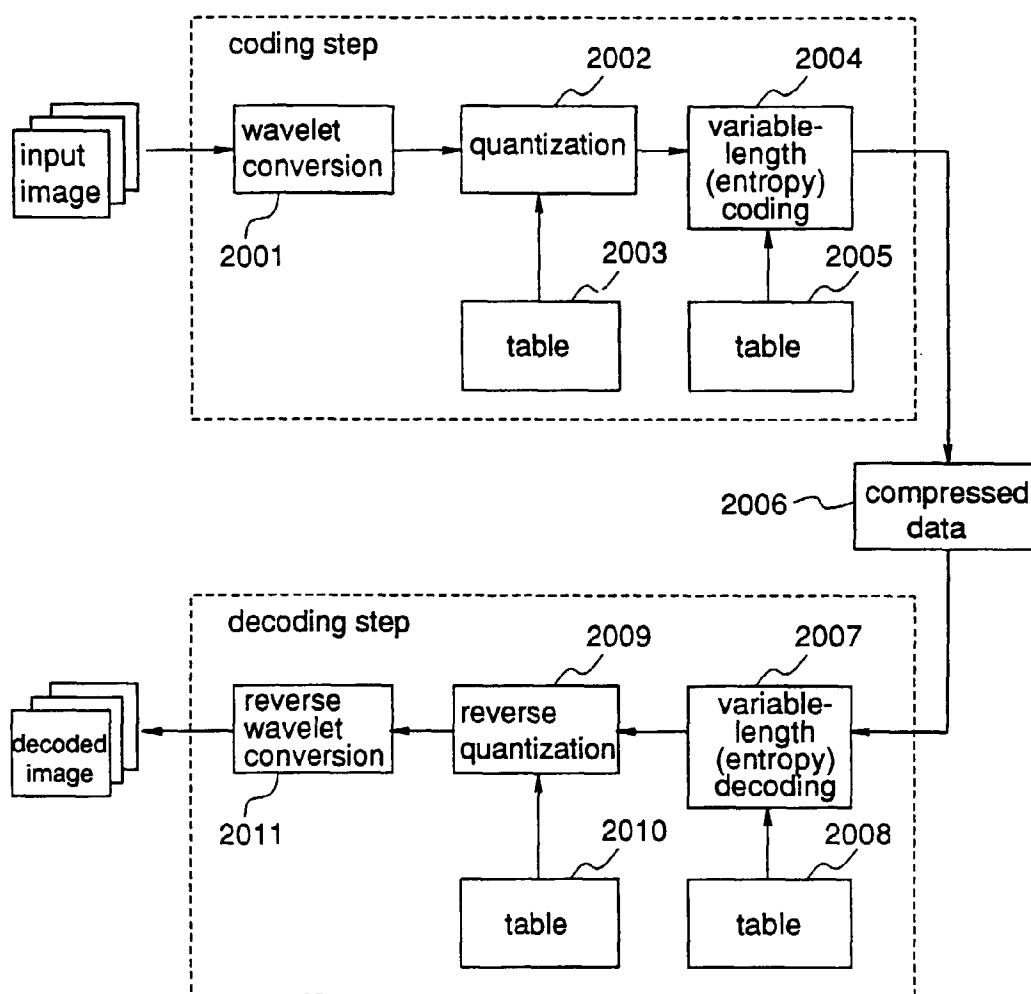 coding step
2002
2004
input
image
wavelet
conversion
quantization
variable-
length
(entropy)
coding
2001
2003
2005
table
table
2006
compressed
data
decoding step
2009
2007
decoded
image
reverse
wavelet
conversion
reverse
quantization
variable-
length
(entropy)
decoding
2011
2010
2008
table
table